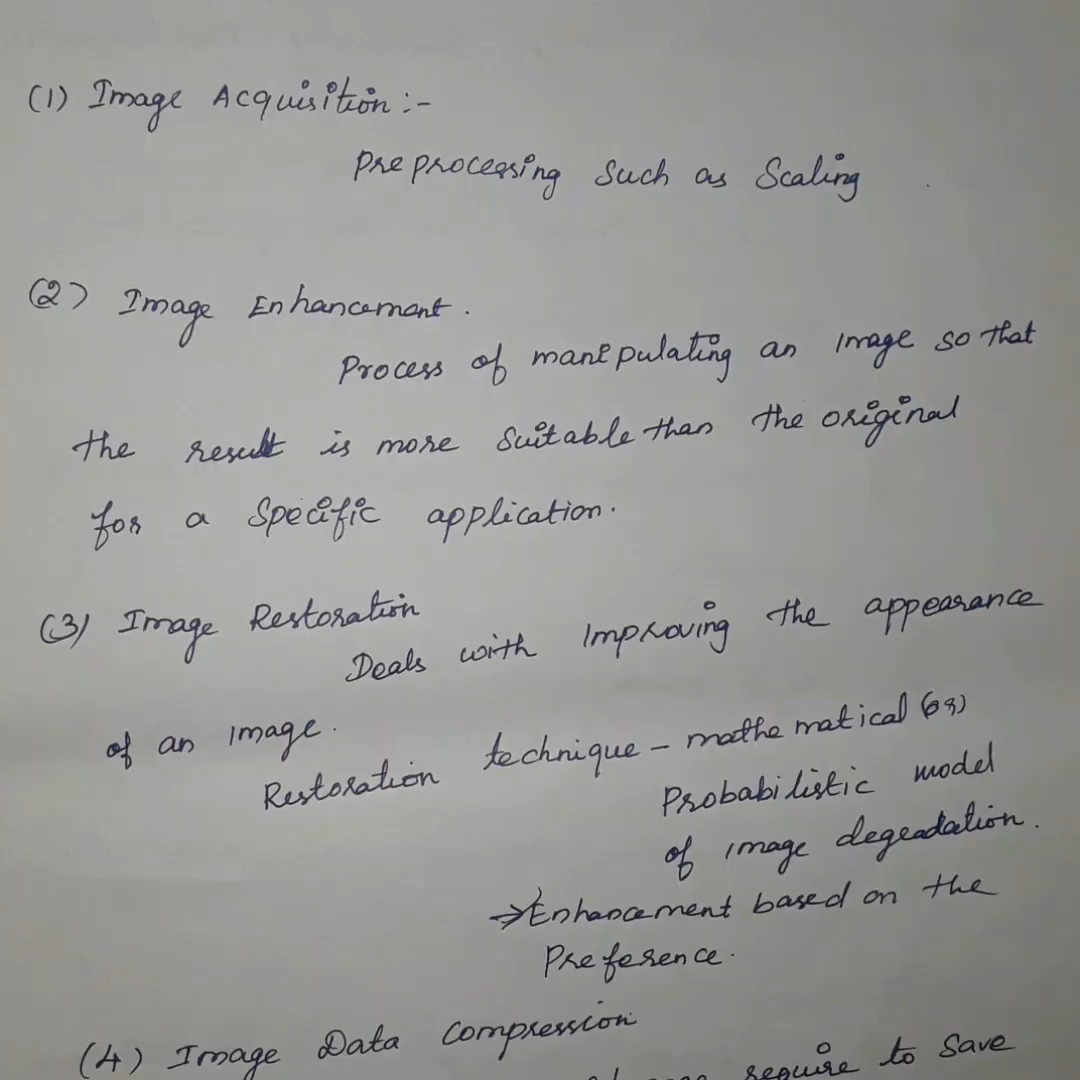 (1) Image Acquisition :-
Preprocessing Such as Scaling
(2) Image Enhancement.
Process of manipulating an image so that
the result is more suitable than the original
for a specific application.
(3) Image Restoration
Deals with Improving the appearance
of an image.
Restoration technique - mathematical (or)
Probabilistic model
of image degradation.
→Enhancement based on the
Preference.
(4) Image Data Compression
require to save